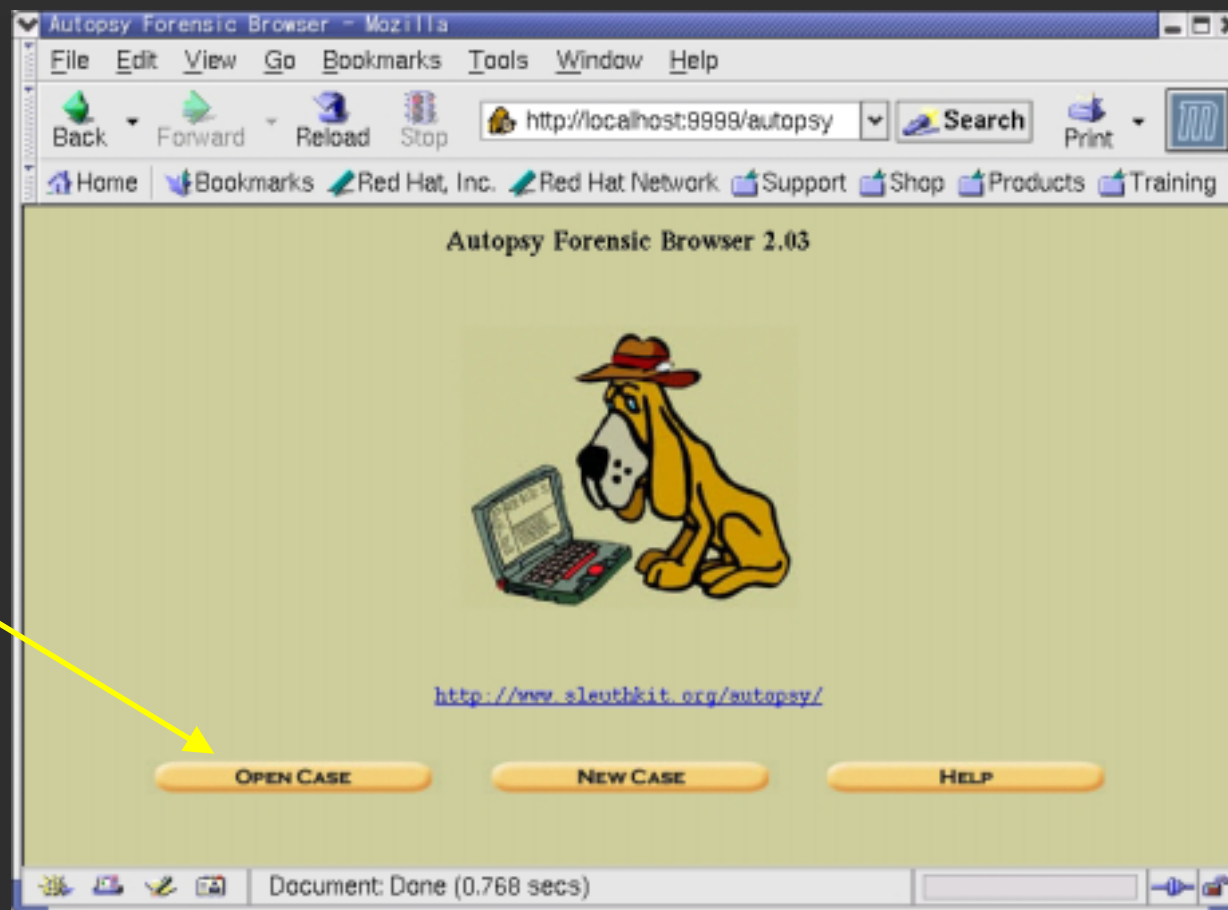 Autopsy Forensic Browser - Mozilla
File Edit View Go Bookmarks Tools Window Help
Back Forward Reload Stop http://localhost:9999/autopsy Search Print
Home Bookmarks Red Hat, Inc. Red Hat Network Support Shop Products Training
Autopsy Forensic Browser 2.03
http://www.sleuthkit.org/autopsy/
OPEN CASE NEW CASE HELP
Document: Done (0.768 secs)